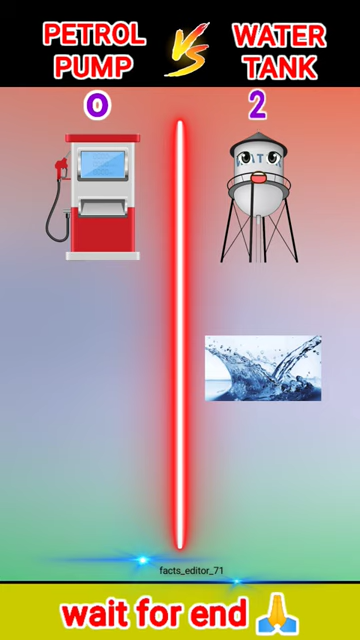 PETROL
PUMP
VS
WATER
TANK
0
2
facts_editor_71
wait for end 🙏